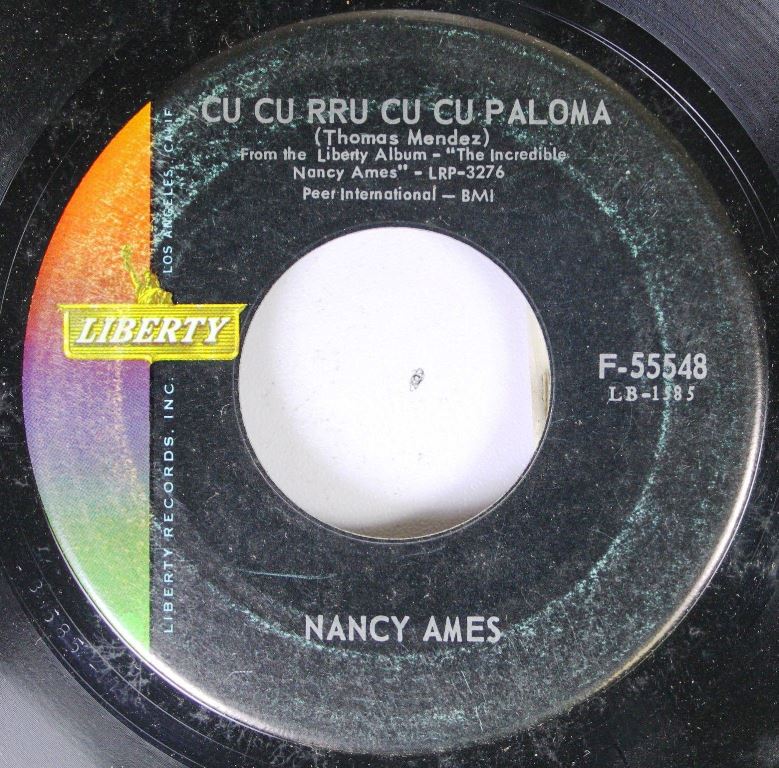 CU CU RRU CU CU PALOMA
(Thomas Mendez)
From the Liberty Album - "The Incredible
Nancy Ames" - LRP-3276
Peer International - BMI
LIBERTY
F-55548
LB-1585
NANCY AMES
LIBERTY RECORDS, INC. LOS ANGELES, CALIF